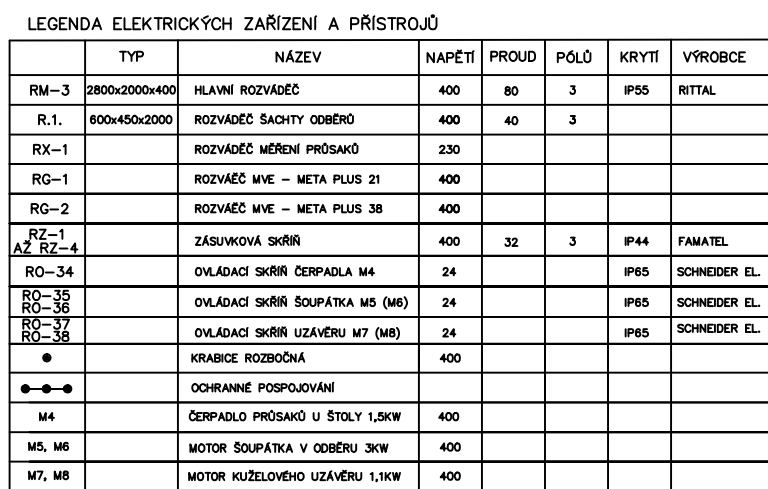 LEGENDA ELEKTRICKÝCH ZAŘÍZENÍ A PŘÍSTROJŮ
TYP NÁZEV NAPĚTÍ PROUD PÓLŮ KRYTÍ VÝROBCE
RM-3 2800x2000x400 HLAVNÍ ROZVÁDĚČ 400 80 3 IP55 RITTAL
R.1. 600x450x2000 ROZVÁDĚČ ŠACHTY ODBĚRŮ 400 40 3
RX-1 ROZVÁDĚČ MĚŘENÍ PRŮSAKŮ 230
RG-1 ROZVÁĚČ MVE - META PLUS 21 400
RG-2 ROZVÁĚČ MVE - META PLUS 38 400
RZ-1
AŽ RZ-4 ZÁSUVKOVÁ SKŘÍŇ 400 32 3 IP44 FAMATEL
RO-34 OVLÁDACÍ SKŘÍŇ ČERPADLA M4 24 IP65 SCHNEIDER EL.
RO-35
RO-36 OVLÁDACÍ SKŘÍŇ ŠOUPÁTKA M5 (M6) 24 IP65 SCHNEIDER EL.
RO-37
RO-38 OVLÁDACÍ SKŘÍŇ UZÁVĚRU M7 (M8) 24 IP65 SCHNEIDER EL.
KRABICE ROZBOČNÁ 400
OCHRANNÉ POSPOJOVÁNÍ
M4 ČERPADLO PRŮSAKŮ U ŠTOLY 1,5KW 400
M5, M6 MOTOR ŠOUPÁTKA V ODBĚRU 3KW 400
M7, M8 MOTOR KUŽELOVÉHO UZÁVĚRU 1,1KW 400